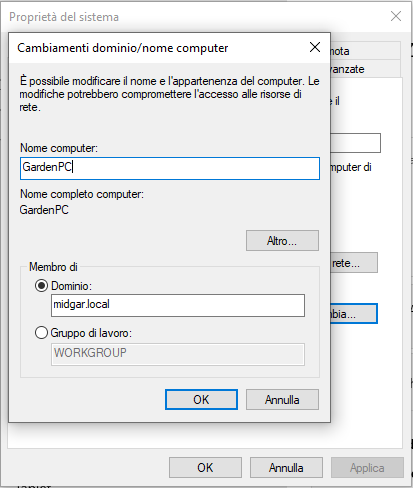 Proprietà del sistema
Cambiamenti dominio/nome computer
mota
vanzate
È possibile modificare il nome e l'appartenenza del computer. Le
modifiche potrebbero compromettere l'accesso alle risorse di
rete.
e il
Nome computer:
GardenPC
mputer di
Nome completo computer:
GardenPC
Altro...
rete...
Membro di
Dominio:
midgar.local
bia...
Gruppo di lavoro:
WORKGROUP
OK
Annulla
OK
Annulla
Applica